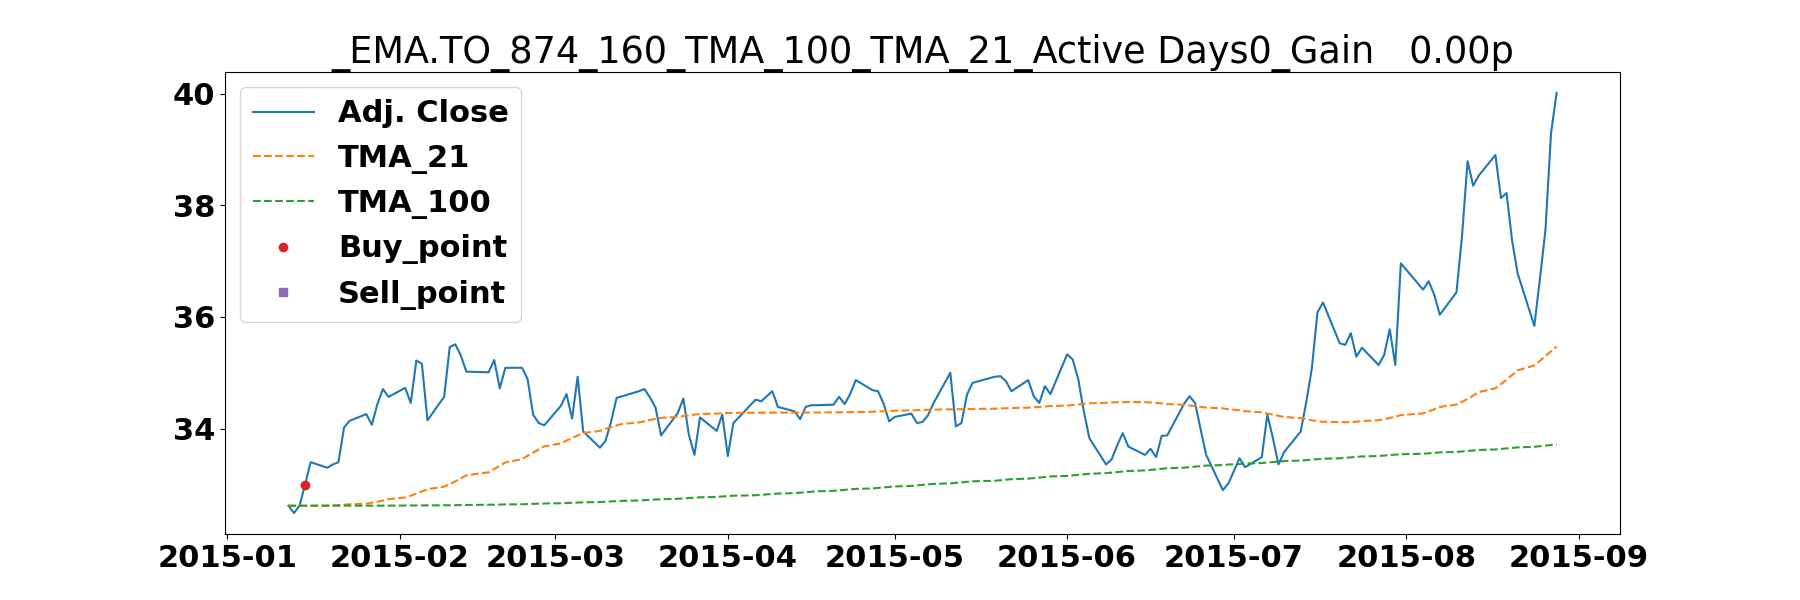 _EMA.TO_874_160_TMA_100_TMA_21_Active Days0_Gain   0.00p
40
38
36
34
Adj. Close
TMA_21
TMA_100
Buy_point
Sell_point
2015-01 2015-02 2015-03 2015-04 2015-05 2015-06 2015-07 2015-08 2015-09